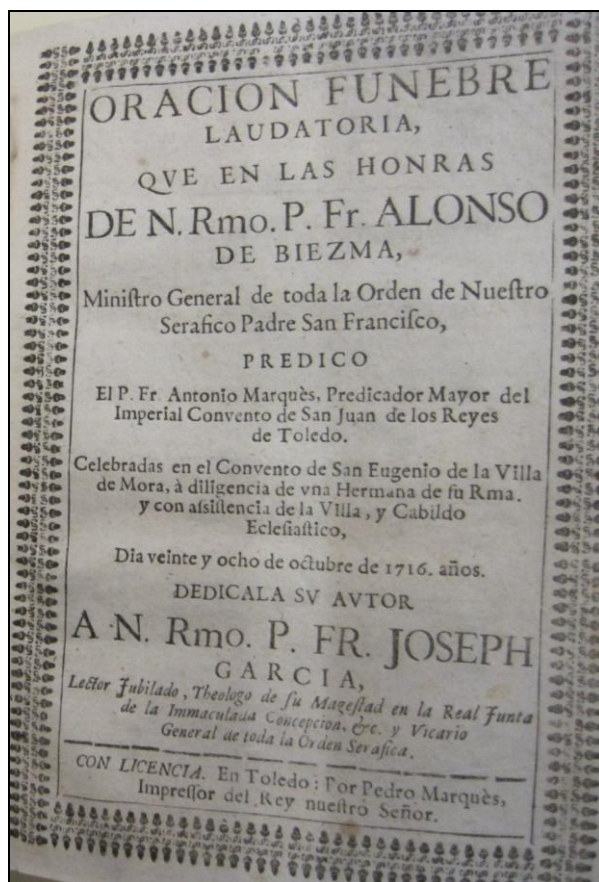 ORACION FUNEBRE
LAUDATORIA,
QVE EN LAS HONRAS
DE N. Rmo. P. Fr. ALONSO
DE BIEZMA,
Miniſtro General de toda la Orden de Nueſtro
Serafico Padre San Franciſco,
PREDICO
El P. Fr. Antonio Marquès, Predicador Mayor del
Imperial Convento de San Juan de los Reyes
de Toledo.
Celebradas en el Convento de San Eugenio de la Villa
de Mora, à diligencia de vna Hermana de ſu Rma.
y con aſsiſtencia de la Villa, y Cabildo
Ecleſiaſtico,
Dia veinte y ocho de octubre de 1716. años.
DEDICALA SV AVTOR
A N. Rmo. P. FR. JOSEPH
GARCIA,
Lector Jubilado, Theologo de ſu Mageſtad en la Real Junta
de la Immaculada Concepcion, &c. y Vicario
General de toda la Orden Serafica.
CON LICENCIA. En Toledo: Por Pedro Marquès,
Impreſſor del Rey nueſtro Señor.